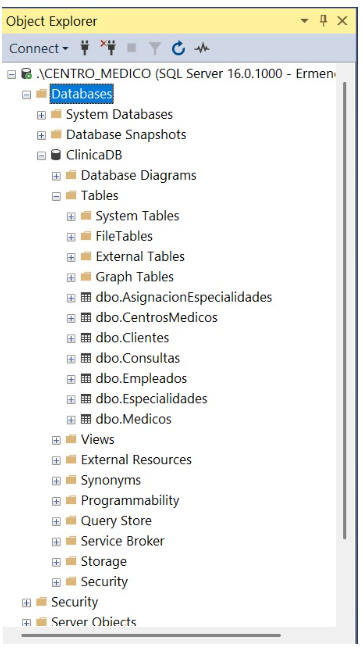 Object Explorer
Connect
.\CENTRO_MEDICO (SQL Server 16.0.1000 - Ermen
Databases
System Databases
Database Snapshots
ClinicaDB
Database Diagrams
Tables
System Tables
FileTables
External Tables
Graph Tables
dbo.AsignacionEspecialidades
dbo.CentrosMedicos
dbo.Clientes
dbo.Consultas
dbo.Empleados
dbo.Especialidades
dbo.Medicos
Views
External Resources
Synonyms
Programmability
Query Store
Service Broker
Storage
Security
Security
Server Objects